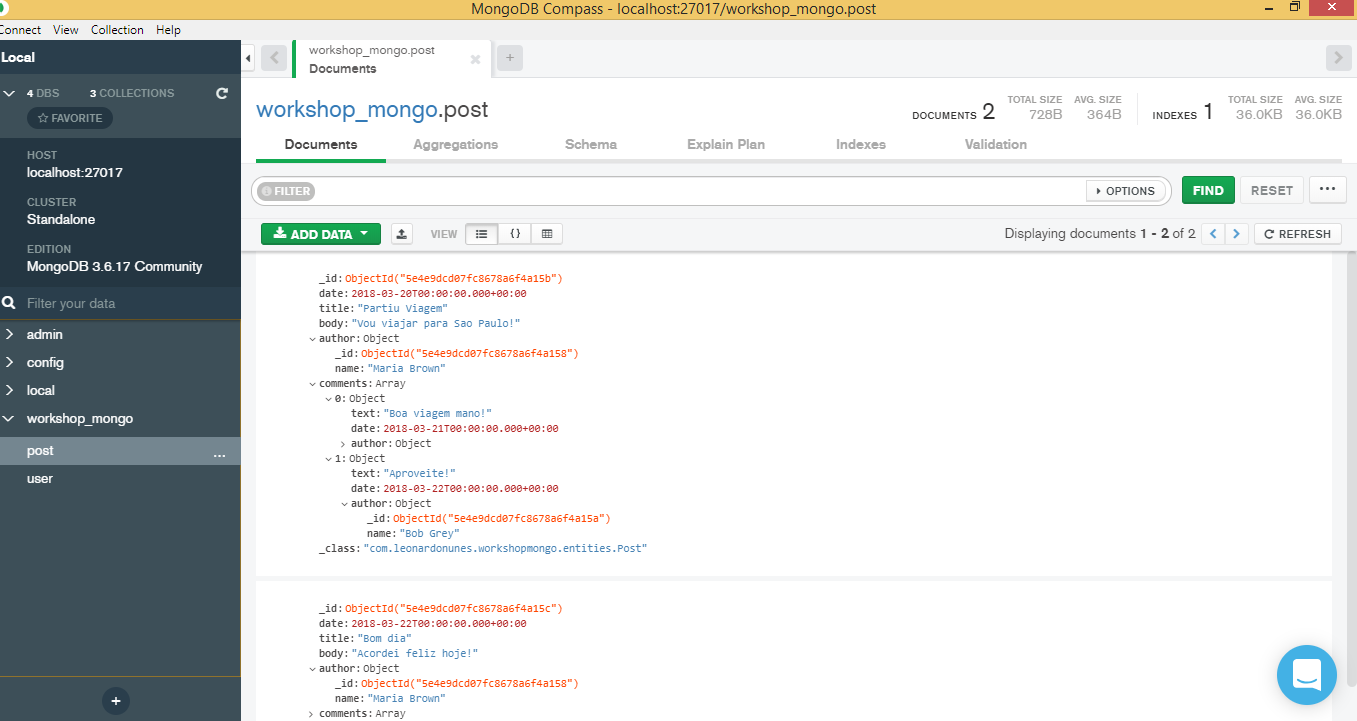 MongoDB Compass - localhost:27017/workshop_mongo.post
Connect View Collection Help
Local
4 DBS 3 COLLECTIONS
FAVORITE
HOST
localhost:27017
CLUSTER
Standalone
EDITION
MongoDB 3.6.17 Community
Filter your data
admin
config
local
workshop_mongo
post ...
user
+
workshop_mongo.post
Documents
+
workshop_mongo.post
DOCUMENTS 2 TOTAL SIZE 728B AVG. SIZE 364B INDEXES 1 TOTAL SIZE 36.0KB AVG. SIZE 36.0KB
Documents Aggregations Schema Explain Plan Indexes Validation
FILTER OPTIONS FIND RESET ...
ADD DATA VIEW {} Displaying documents 1 - 2 of 2 < > REFRESH
_id: ObjectId("5e4e9dcd07fc8678a6f4a15b")
date: 2018-03-20T00:00:00.000+00:00
title: "Partiu Viagem"
body: "Vou viajar para Sao Paulo!"
author: Object
_id: ObjectId("5e4e9dcd07fc8678a6f4a158")
name: "Maria Brown"
comments: Array
0: Object
text: "Boa viagem mano!"
date: 2018-03-21T00:00:00.000+00:00
author: Object
1: Object
text: "Aproveite!"
date: 2018-03-22T00:00:00.000+00:00
author: Object
_id: ObjectId("5e4e9dcd07fc8678a6f4a15a")
name: "Bob Grey"
_class: "com.leonardonunes.workshopmongo.entities.Post"
_id: ObjectId("5e4e9dcd07fc8678a6f4a15c")
date: 2018-03-22T00:00:00.000+00:00
title: "Bom dia"
body: "Acordei feliz hoje!"
author: Object
_id: ObjectId("5e4e9dcd07fc8678a6f4a158")
name: "Maria Brown"
comments: Array